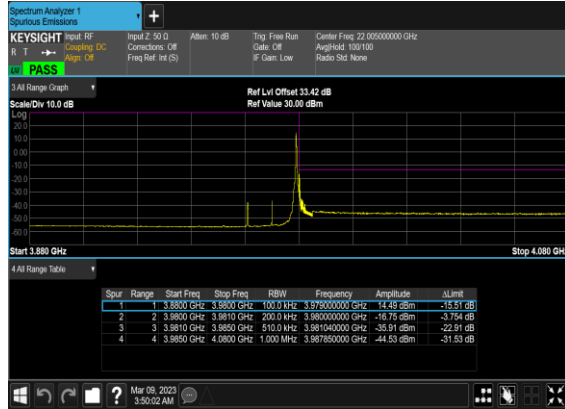 Spectrum Analyzer 1
Spurious Emissions
KEYSIGHT Input: RF Input Z: 50 Ω Atten: 10 dB Trig: Free Run Center Freq: 22.005000000 GHz
R T Coupling: DC Corrections: Off Gate: Off Avg|Hold: 100/100
Align: Off Freq Ref: Int (S) IF Gain: Low Radio Std: None
PASS
3 All Range Graph
Ref Lvl Offset 33.42 dB
Scale/Div 10.0 dB Ref Value 30.00 dBm
Log
20.0
10.0
0.00
-10.0
-20.0
-30.0
-40.0
-50.0
-60.0
Start 3.880 GHz Stop 4.080 GHz
4 All Range Table
Spur Range Start Freq Stop Freq RBW Frequency Amplitude ΔLimit
1 1 3.8800 GHz 3.9800 GHz 100.0 kHz 3.979000000 GHz 14.49 dBm -15.51 dB
2 2 3.9800 GHz 3.9810 GHz 200.0 kHz 3.980000000 GHz -16.75 dBm -3.754 dB
3 3 3.9810 GHz 3.9850 GHz 510.0 kHz 3.981040000 GHz -35.91 dBm -22.91 dB
4 4 3.9850 GHz 4.0800 GHz 1.000 MHz 3.987850000 GHz -44.53 dBm -31.53 dB
? Mar 09, 2023
3:50:02 AM